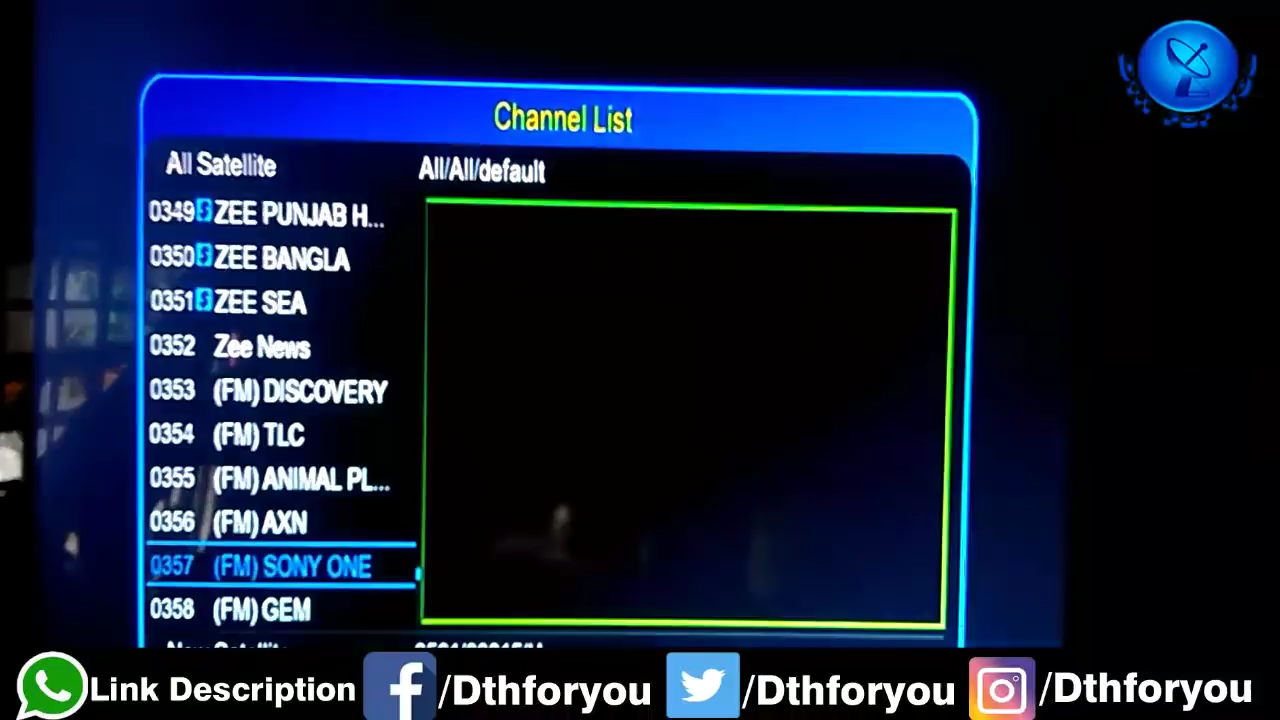 Channel List
All Satellite
All/All/default
0349 $ ZEE PUNJAB H...
0350 $ ZEE BANGLA
0351 $ ZEE SEA
0352 Zee News
0353 (FM) DISCOVERY
0354 (FM) TLC
0355 (FM) ANIMAL PL...
0356 (FM) AXN
0357 (FM) SONY ONE
0358 (FM) GEM
Link Description
/Dthforyou
/Dthforyou
/Dthforyou